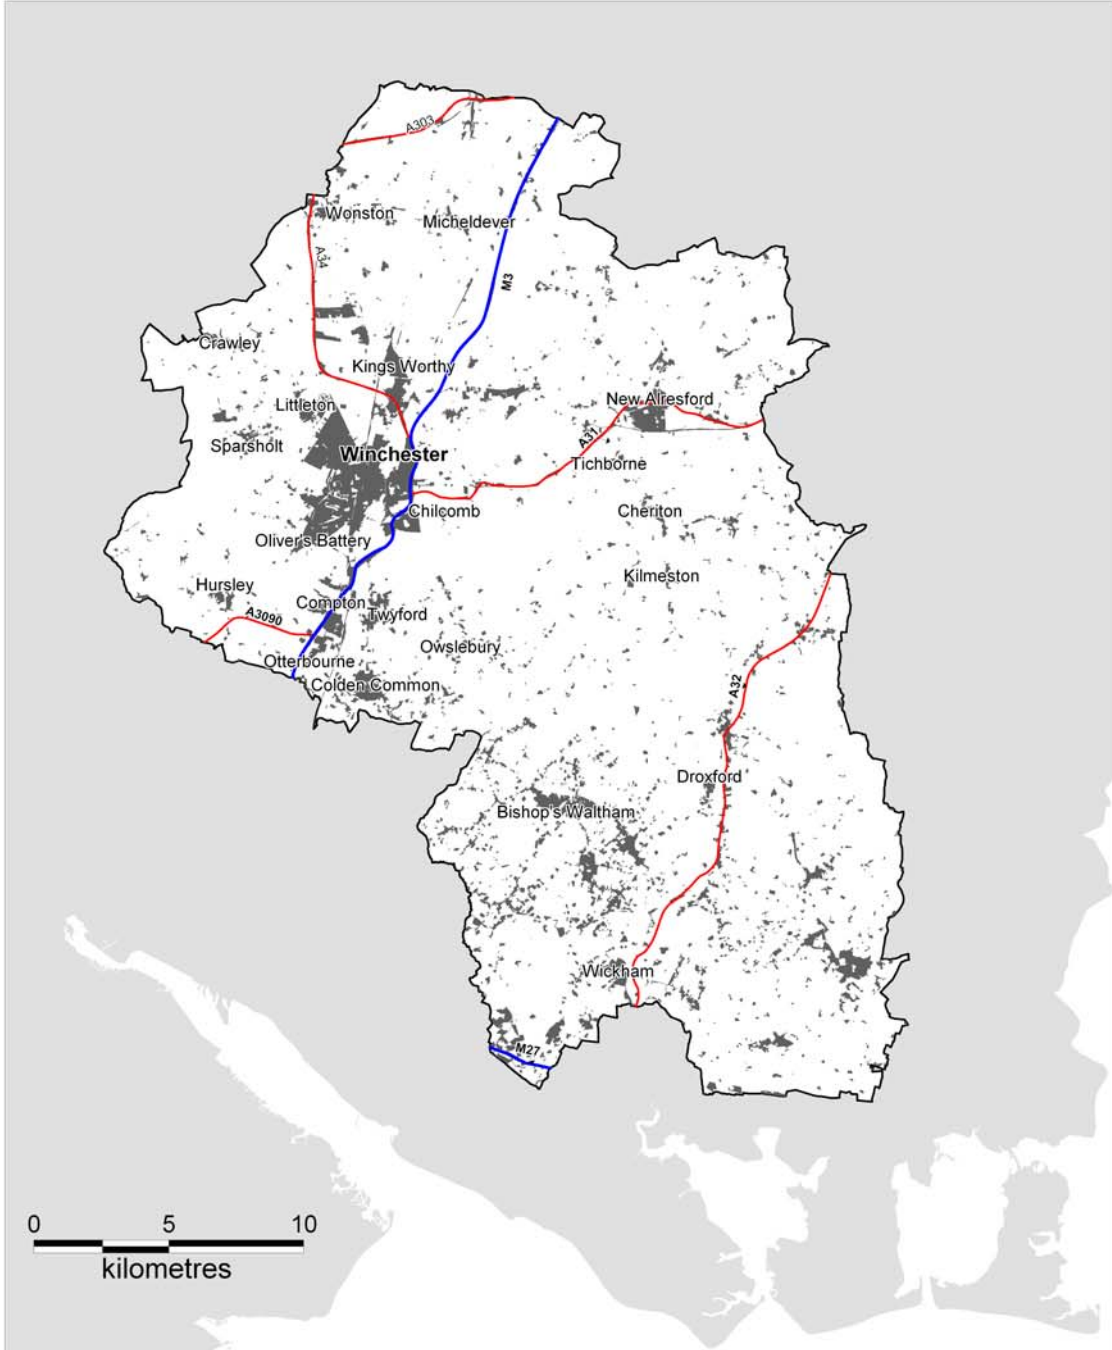 A303
Wonston
Micheldever
A34
M3
Crawley
Kings Worthy
Littleton
New Alresford
Sparsholt
A31
Winchester
Tichborne
Chilcomb
Cheriton
Oliver's Battery
Kilmeston
Hursley
Compton
A3090
Twyford
Owslebury
Otterbourne
Colden Common
A32
Droxford
Bishop's Waltham
Wickham
M27
0 5 10
kilometres